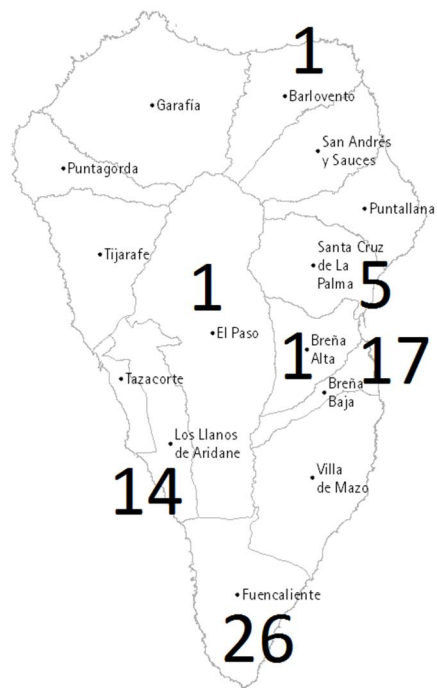 1
Barlovento
Garafía
San Andrés
y Sauces
Puntagorda
Puntallana
Tijarafe
Santa Cruz
de La
Palma
5
1
El Paso
1
Breña
Alta
17
Tazacorte
Breña
Baja
Los Llanos
de Aridane
14
Villa
de Mazo
Fuencaliente
26